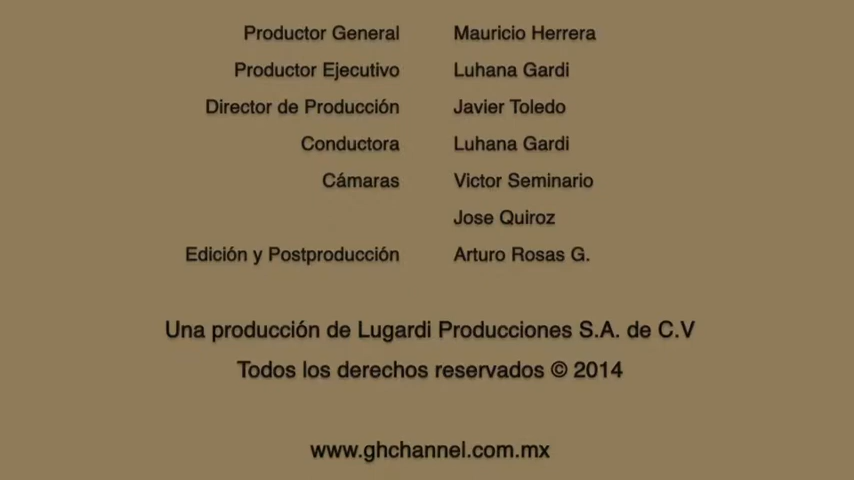 Productor General Mauricio Herrera
Productor Ejecutivo Luhana Gardi
Director de Producción Javier Toledo
Conductora Luhana Gardi
Cámaras Victor Seminario
Jose Quiroz
Edición y Postproducción Arturo Rosas G.
Una producción de Lugardi Producciones S.A. de C.V
Todos los derechos reservados © 2014
www.ghchannel.com.mx